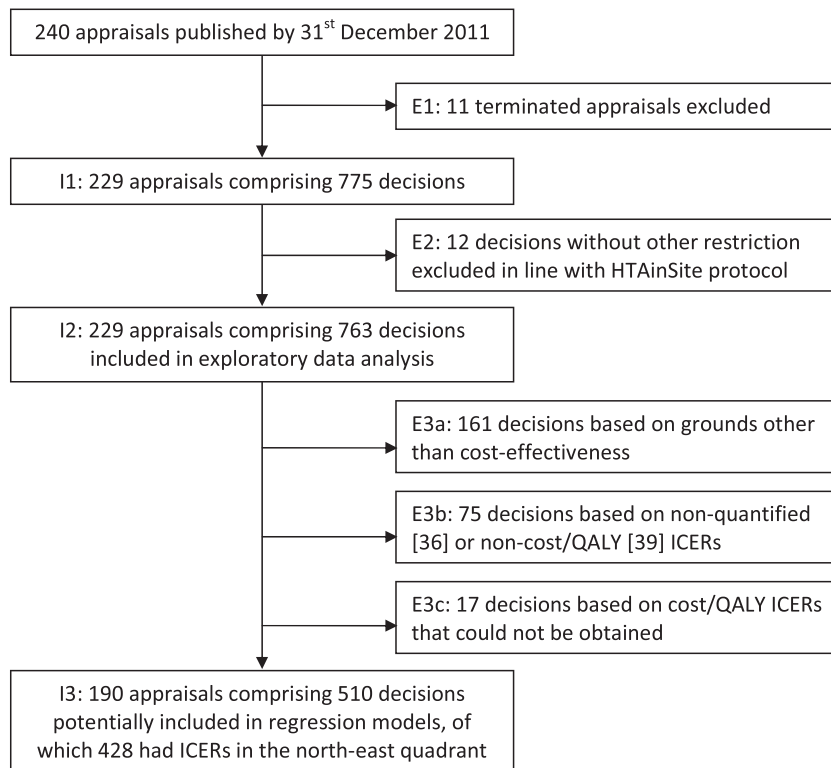 240 appraisals published by 31st December 2011
E1: 11 terminated appraisals excluded
I1: 229 appraisals comprising 775 decisions
E2: 12 decisions without other restriction
excluded in line with HTAinSite protocol
I2: 229 appraisals comprising 763 decisions
included in exploratory data analysis
E3a: 161 decisions based on grounds other
than cost-effectiveness
E3b: 75 decisions based on non-quantified
[36] or non-cost/QALY [39] ICERs
E3c: 17 decisions based on cost/QALY ICERs
that could not be obtained
I3: 190 appraisals comprising 510 decisions
potentially included in regression models, of
which 428 had ICERs in the north-east quadrant